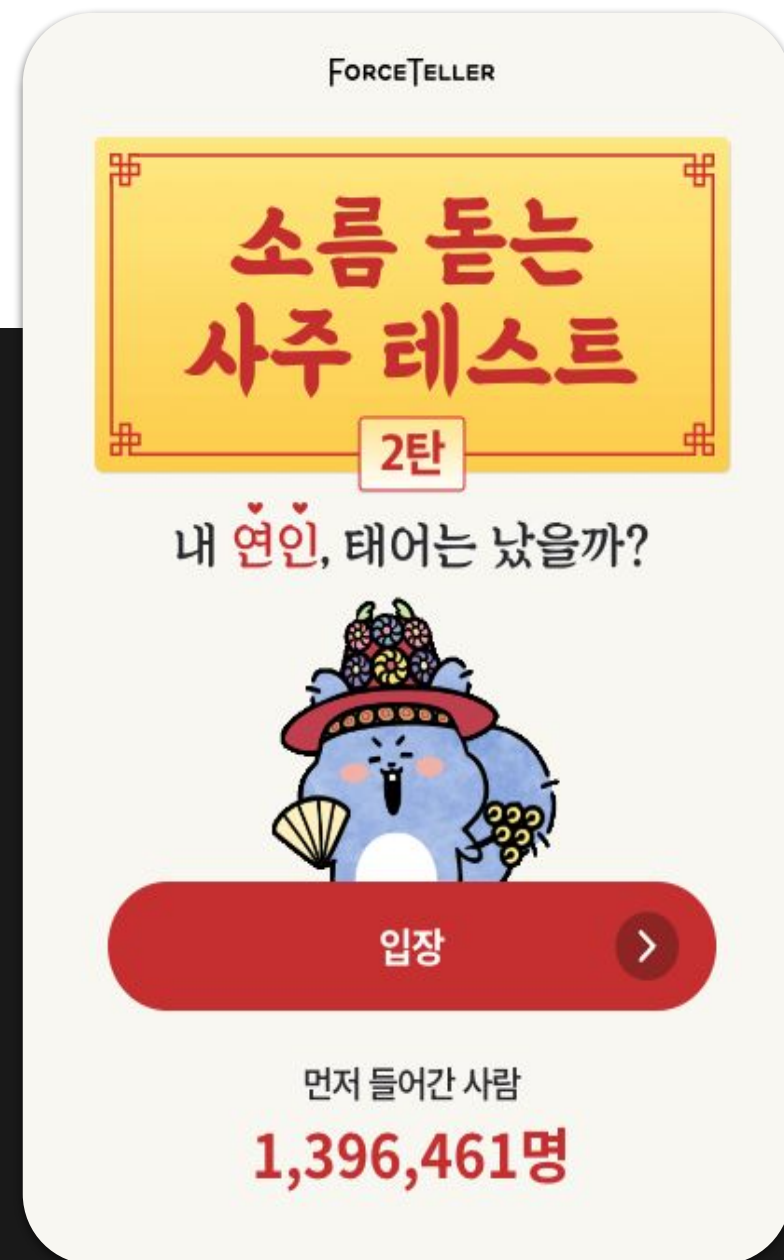 FORCETELLER
소름 돋는
사주 테스트
2탄
내 연인, 태어는 났을까?
입장
먼저 들어간 사람
1,396,461명